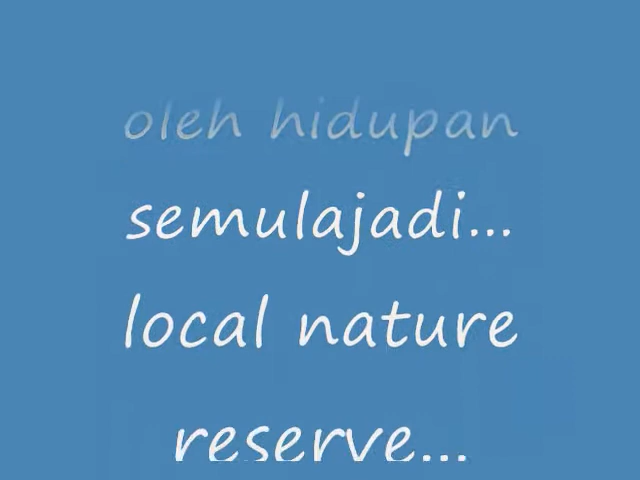 oleh hidupan
semulajadi...
local nature
reserve...